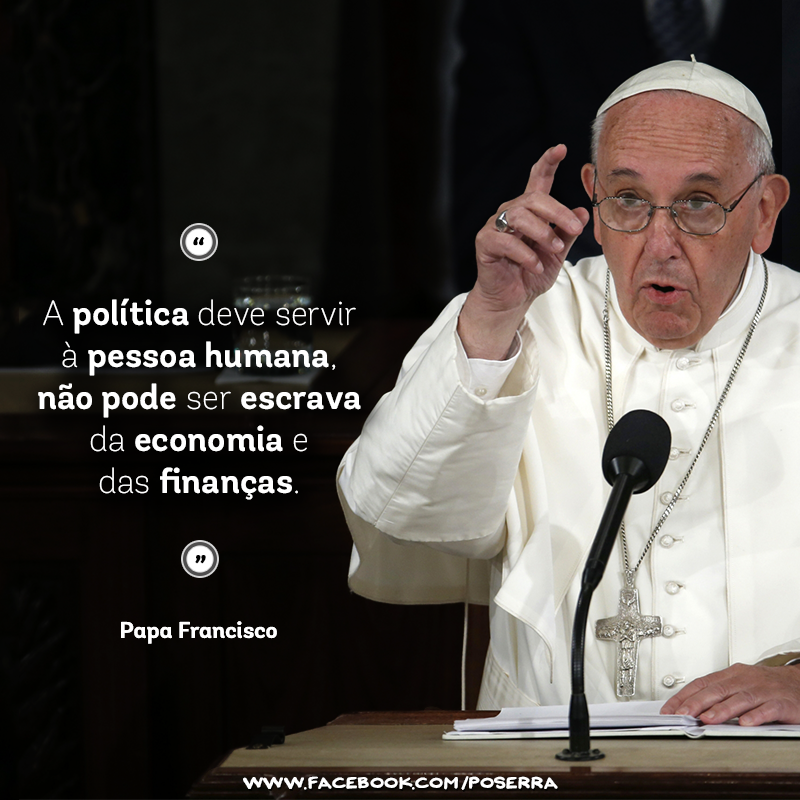 “
A política deve servir
à pessoa humana,
não pode ser escrava
da economia e
das finanças.
”
Papa Francisco
WWW.FACEBOOK.COM/POSERRA